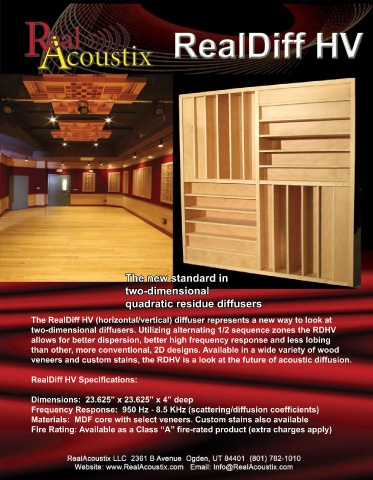 Real Acoustix
RealDiff HV
The new standard in
two-dimensional
quadratic residue diffusers
The RealDiff HV (horizontal/vertical) diffuser represents a new way to look at
two-dimensional diffusers. Utilizing alternating 1/2 sequence zones the RDHV
allows for better dispersion, better high frequency response and less lobing
than other, more conventional, 2D designs. Available in a wide variety of wood
veneers and custom stains, the RDHV is a look at the future of acoustic diffusion.
RealDiff HV Specifications:
Dimensions: 23.625" x 23.625" x 4" deep
Frequency Response: 950 Hz - 8.5 KHz (scattering/diffusion coefficients)
Materials: MDF core with select veneers. Custom stains also available
Fire Rating: Available as a Class “A” fire-rated product (extra charges apply)
RealAcoustix LLC 2361 B Avenue Ogden, UT 84401 (801) 782-1010
Website: www.RealAcoustix.com Email: Info@RealAcoustix.com